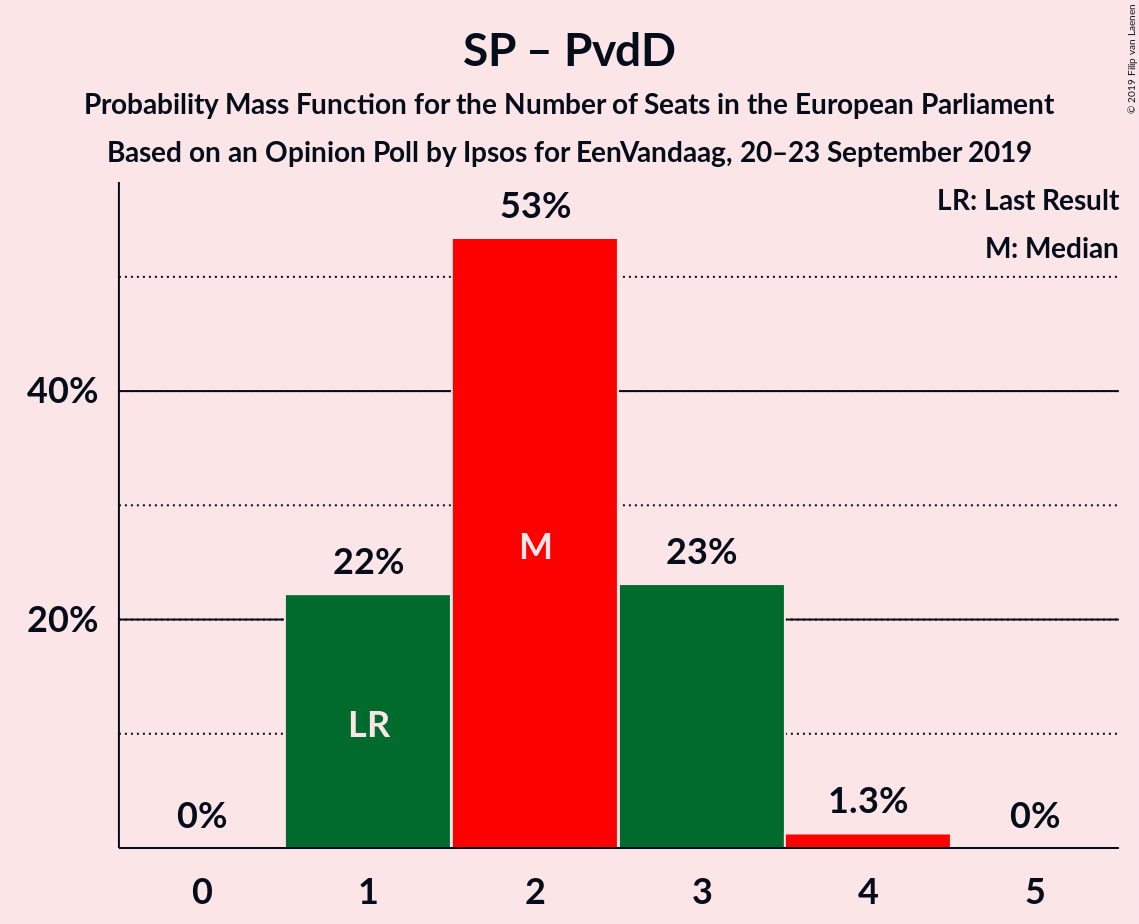 SP – PvdD
Probability Mass Function for the Number of Seats in the European Parliament
Based on an Opinion Poll by Ipsos for EenVandaag, 20–23 September 2019
© 2019 Filip van Laenen
LR: Last Result
M: Median
53%
40%
M
22%
23%
20%
LR
0%
1.3%
0%
0 1 2 3 4 5